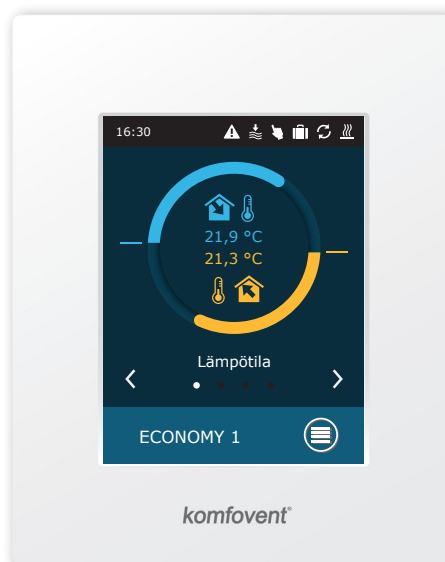 16:30
21,9 °C
21,3 °C
Lämpötila
ECONOMY 1
komfovent®